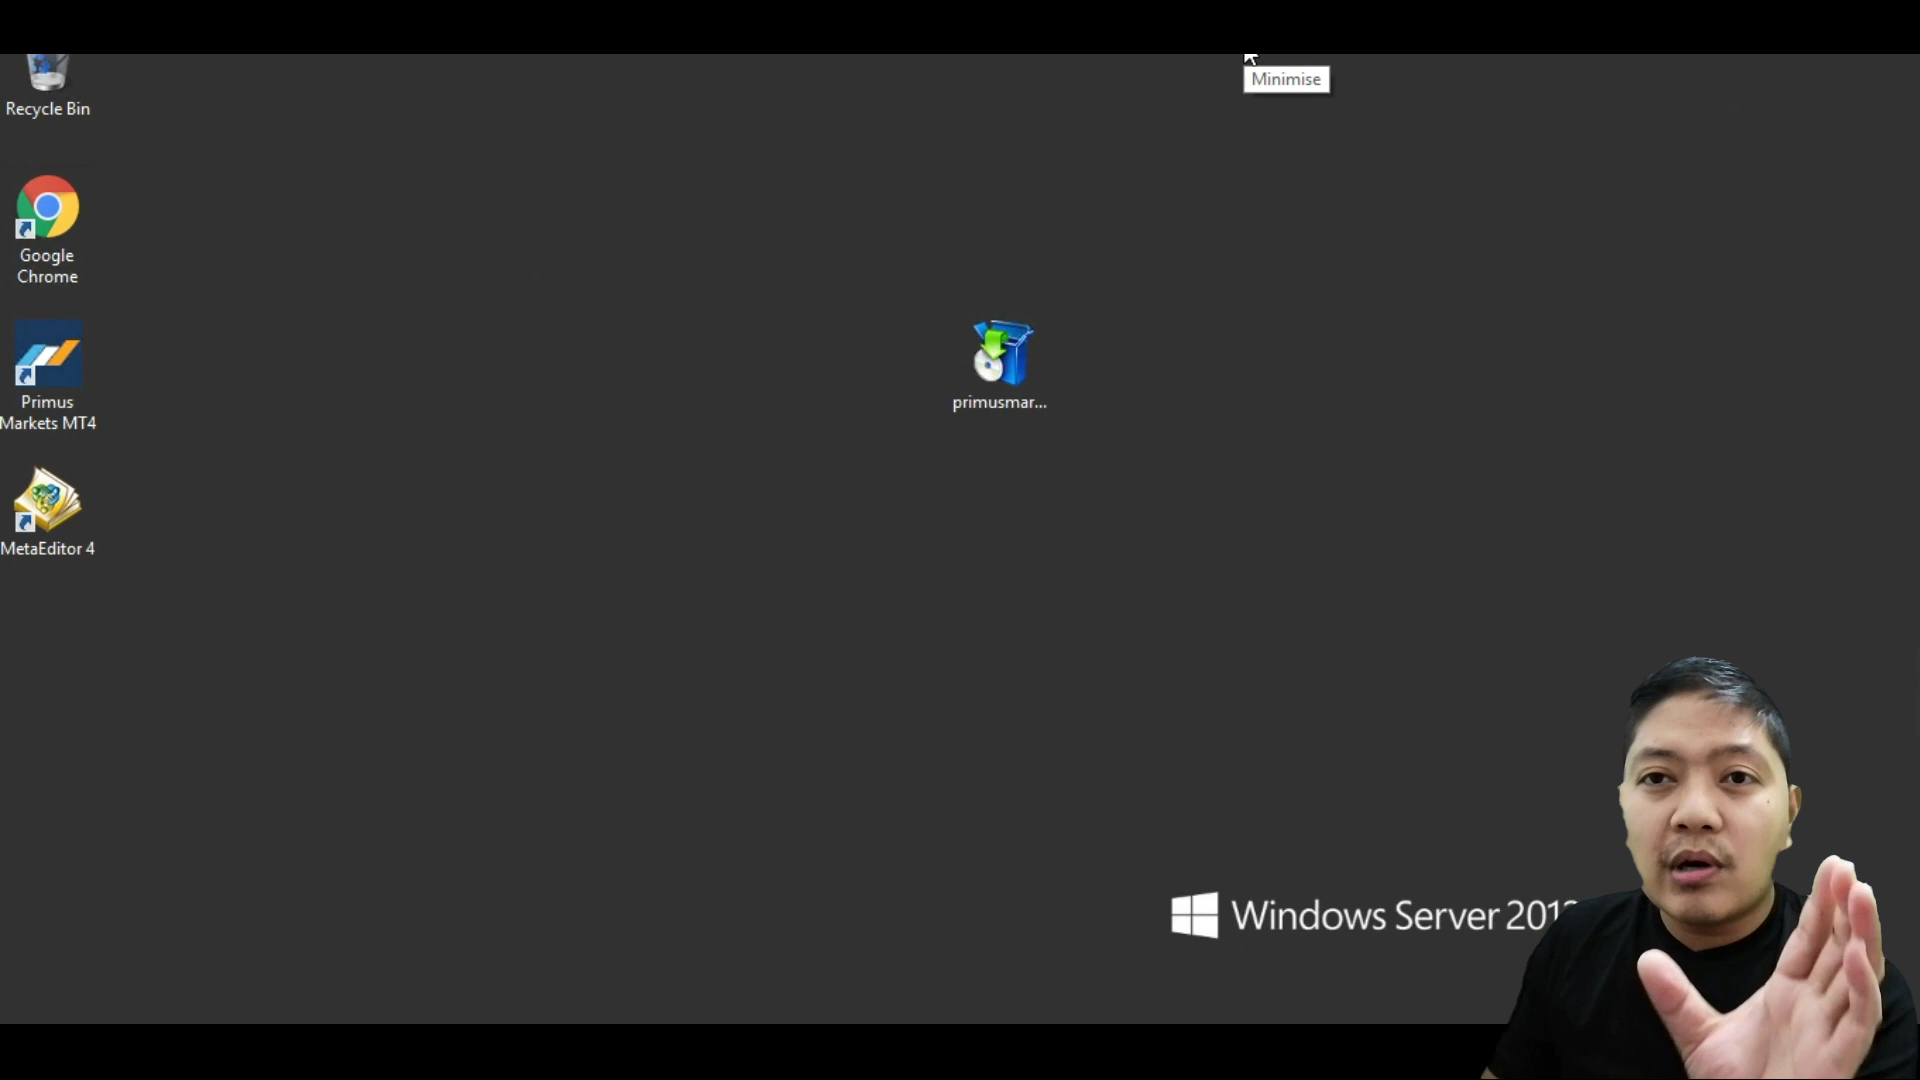 Minimise
Recycle Bin
Google
Chrome
Primus
Markets MT4
primusmar...
MetaEditor 4
Windows Server